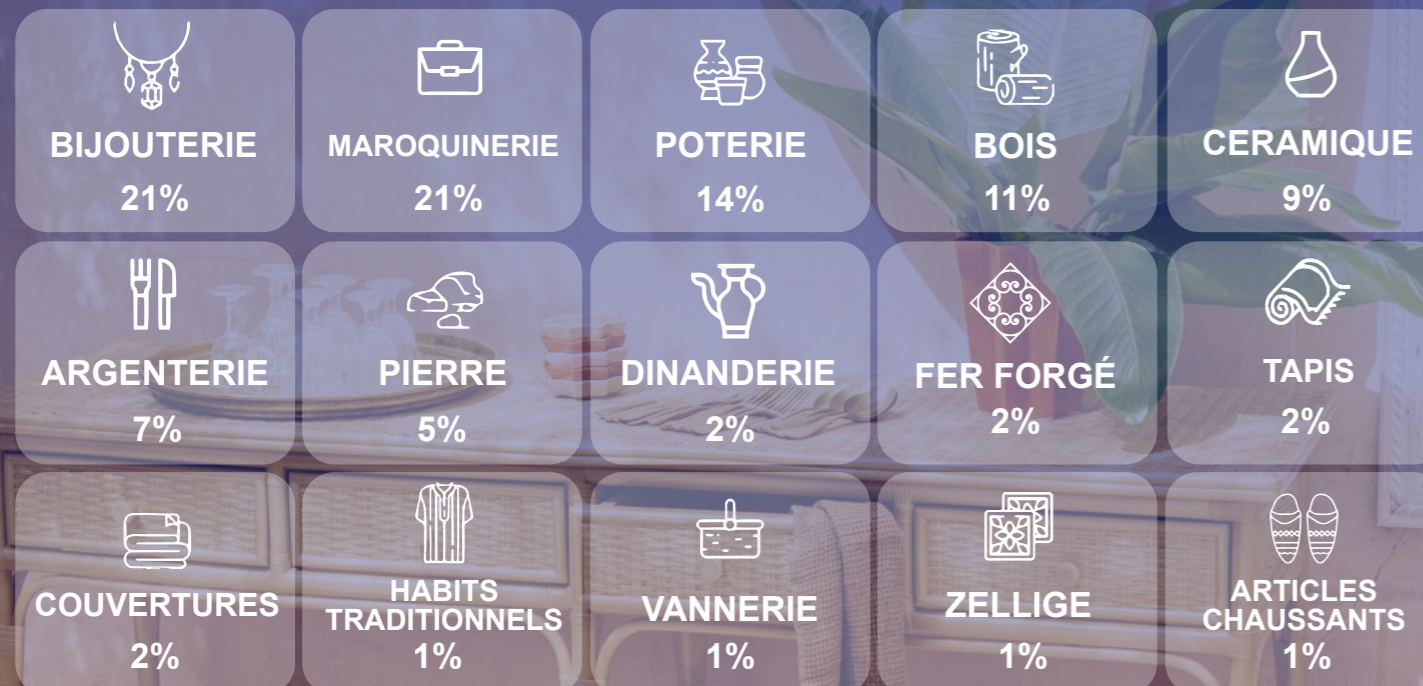 BIJOUTERIE
21%
MAROQUINERIE
21%
POTERIE
14%
BOIS
11%
CERAMIQUE
9%
ARGENTERIE
7%
PIERRE
5%
DINANDERIE
2%
FER FORGÉ
2%
TAPIS
2%
COUVERTURES
2%
HABITS
TRADITIONNELS
1%
VANNERIE
1%
ZELLIGE
1%
ARTICLES
CHAUSSANTS
1%